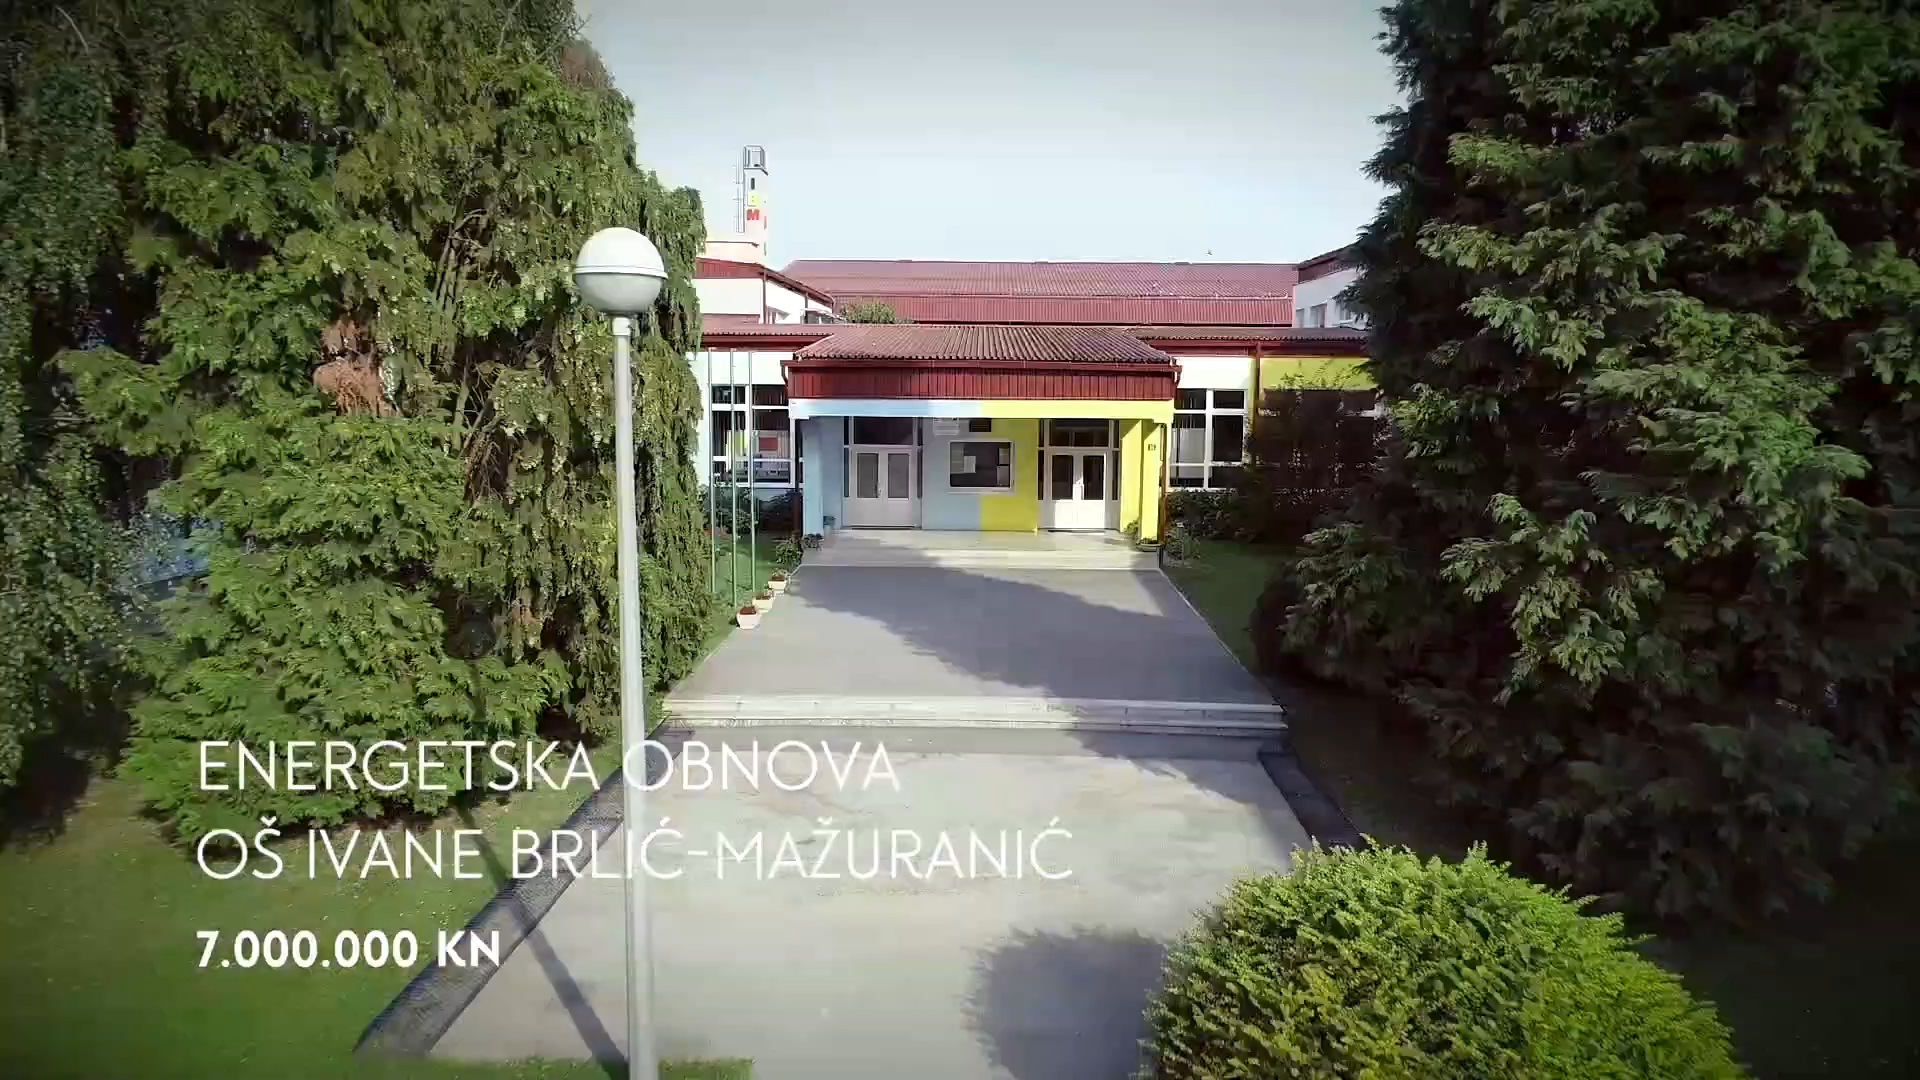 M
ENERGETSKA OBNOVA
OŠ IVANE BRLIĆ-MAŽURANIĆ
7.000.000 KN